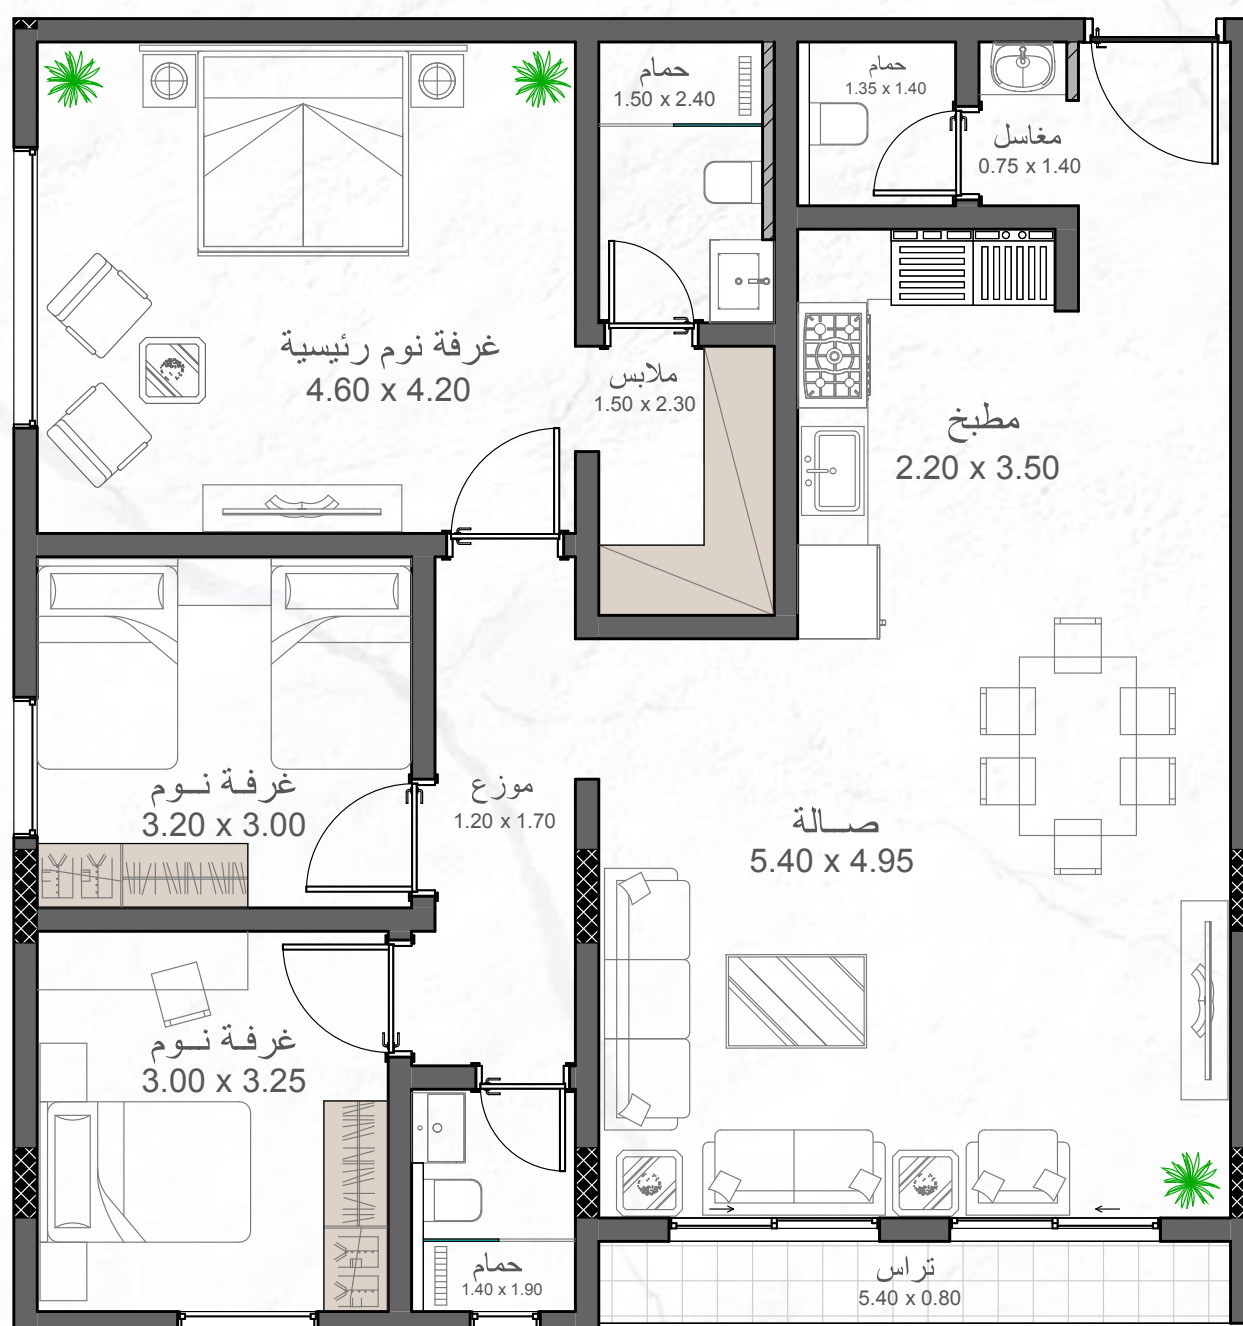 حمام
1.50 x 2.40
حمام
1.35 x 1.40
مغاسل
0.75 x 1.40
غرفة نوم رئيسية
4.60 x 4.20
ملابس
1.50 x 2.30
مطبخ
2.20 x 3.50
غرفة نوم
3.20 x 3.00
موزع
1.20 x 1.70
صالة
5.40 x 4.95
غرفة نوم
3.00 x 3.25
حمام
1.40 x 1.90
تراس
5.40 x 0.80